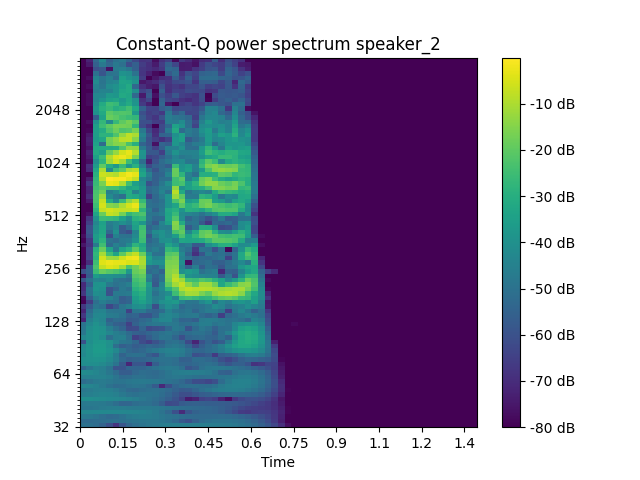 Constant-Q power spectrum speaker_2
Hz
2048
1024
512
256
128
64
32
0 0.15 0.3 0.45 0.6 0.75 0.9 1.1 1.2 1.4
Time
-10 dB
-20 dB
-30 dB
-40 dB
-50 dB
-60 dB
-70 dB
-80 dB